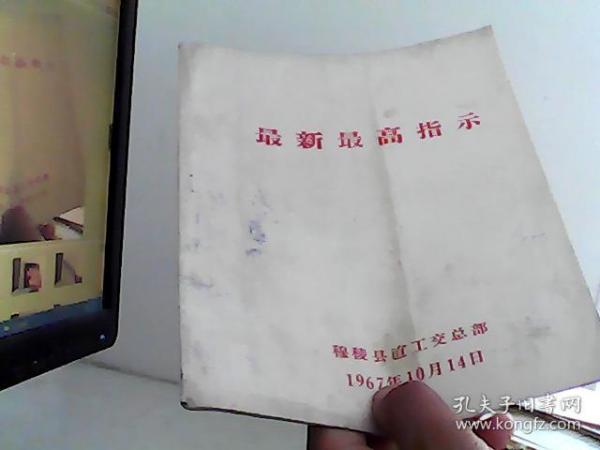 最新最高指示
穆稜县直工交总部
1967年10月14日
孔夫子旧书网
www.kongfz.com